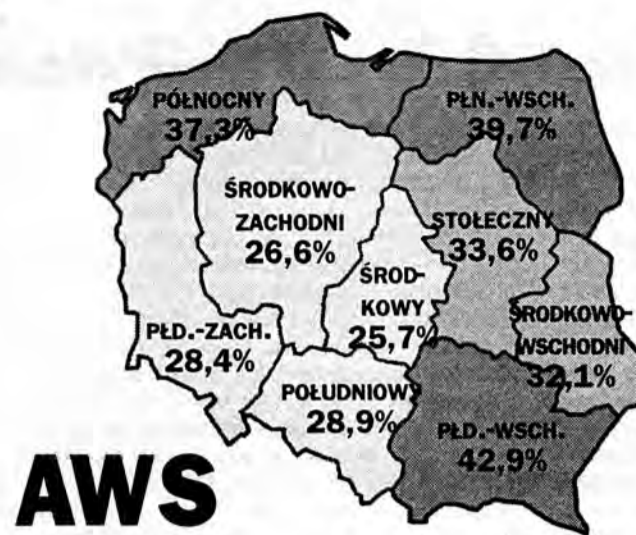 PÓŁNOCNY
37,3%
PŁN.-WSCH.
39,7%
ŚRODKOWO-
ZACHODNI
26,6%
STOŁECZNY
33,6%
ŚROD-
KOWY
25,7%
ŚRODKOWO-
WSCHODNI
32,1%
PŁD.-ZACH.
28,4%
POŁUDNIOWY
28,9%
PŁD.-WSCH.
42,9%
AWS